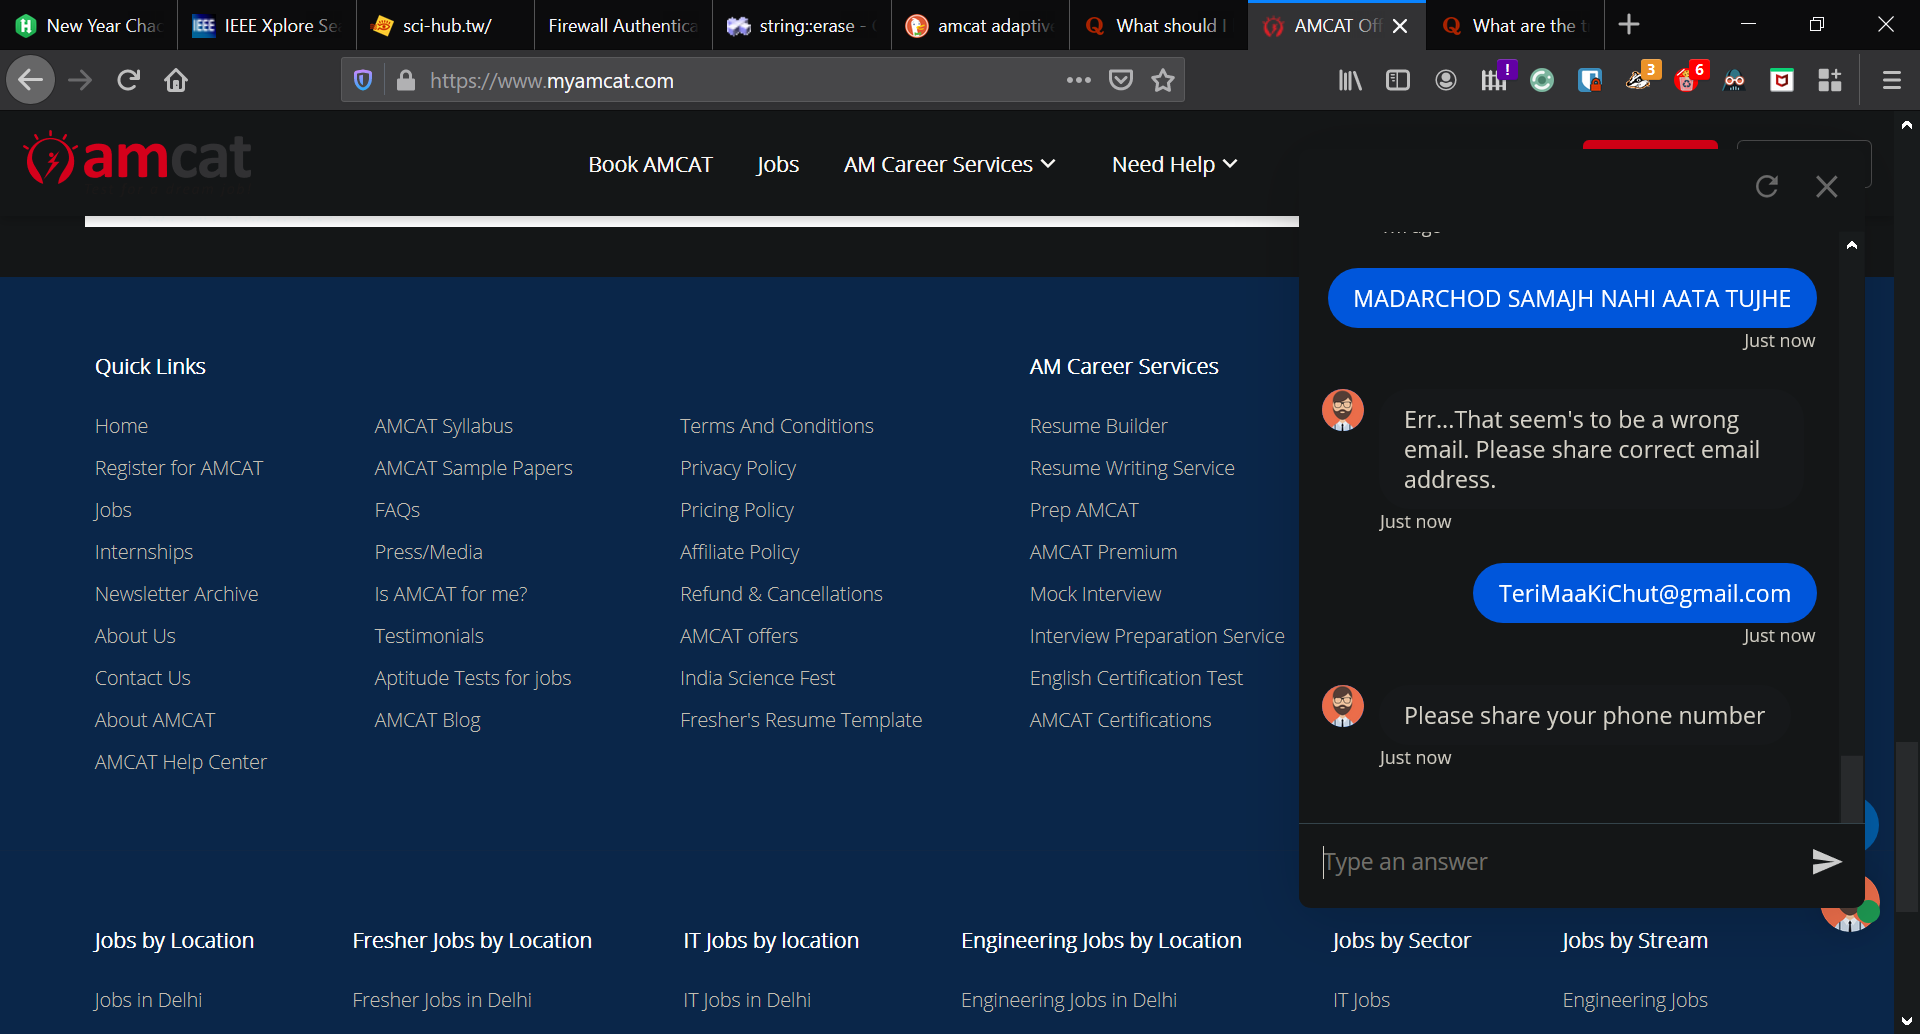 New Year Chac
IEEE Xplore Se
sci-hub.tw/
Firewall Authentica
string::erase -
amcat adaptiv
What should I
AMCAT Off
What are the t
https://www.myamcat.com
!
3
6
amcat
Book AMCAT
Jobs
AM Career Services
Need Help
MADARCHOD SAMAJH NAHI AATA TUJHE
Just now
Err...That seem's to be a wrong
email. Please share correct email
address.
Just now
TeriMaaKiChut@gmail.com
Just now
Please share your phone number
Just now
Type an answer
Quick Links
Home
Register for AMCAT
Jobs
Internships
Newsletter Archive
About Us
Contact Us
About AMCAT
AMCAT Help Center
AMCAT Syllabus
AMCAT Sample Papers
FAQs
Press/Media
Is AMCAT for me?
Testimonials
Aptitude Tests for jobs
AMCAT Blog
Terms And Conditions
Privacy Policy
Pricing Policy
Affiliate Policy
Refund & Cancellations
AMCAT offers
India Science Fest
Fresher's Resume Template
AM Career Services
Resume Builder
Resume Writing Service
Prep AMCAT
AMCAT Premium
Mock Interview
Interview Preparation Service
English Certification Test
AMCAT Certifications
Jobs by Location
Fresher Jobs by Location
IT Jobs by location
Engineering Jobs by Location
Jobs by Sector
Jobs by Stream
Jobs in Delhi
Fresher Jobs in Delhi
IT Jobs in Delhi
Engineering Jobs in Delhi
IT Jobs
Engineering Jobs